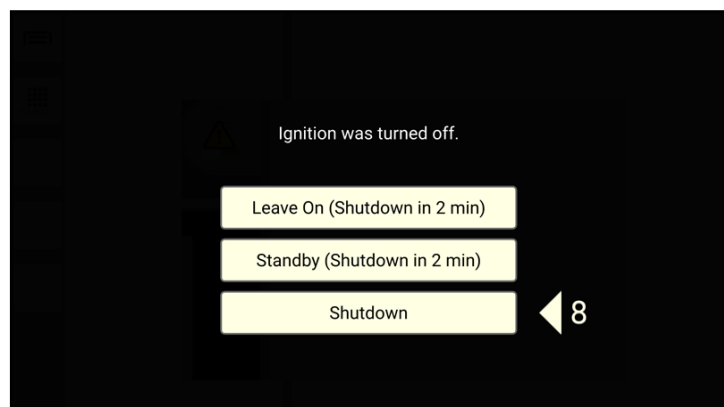 Ignition was turned off.
Leave On (Shutdown in 2 min)
Standby (Shutdown in 2 min)
Shutdown
8